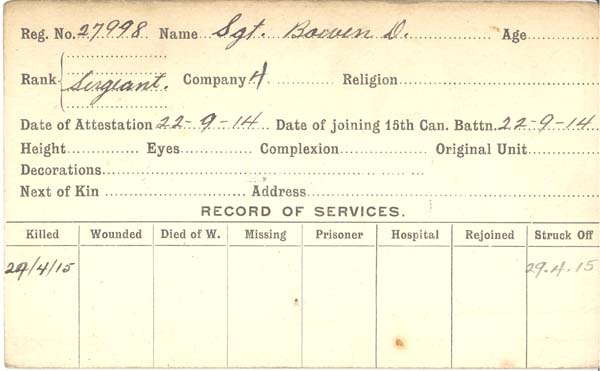 Reg. No. 27998 Name Sgt. Bowen D. Age
Rank Sergeant. Company 4 Religion
Date of Attestation 22-9-14 Date of joining 15th Can. Battn. 22-9-14
Height Eyes Complexion Original Unit
Decorations
Next of Kin Address
RECORD OF SERVICES.
Killed Wounded Died of W. Missing Prisoner Hospital Rejoined Struck Off
/4/15 29.4.15